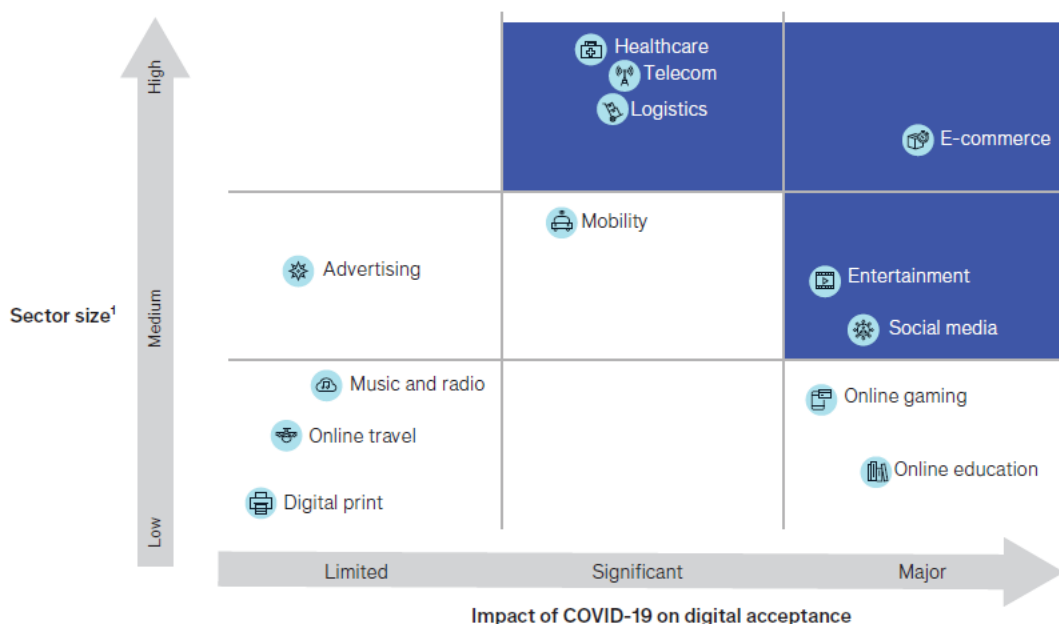 High
Healthcare
Telecom
Logistics
E-commerce
Sector size¹
Medium
Mobility
Advertising
Entertainment
Social media
Low
Music and radio
Online travel
Digital print
Online gaming
Online education
Limited
Significant
Major
Impact of COVID-19 on digital acceptance